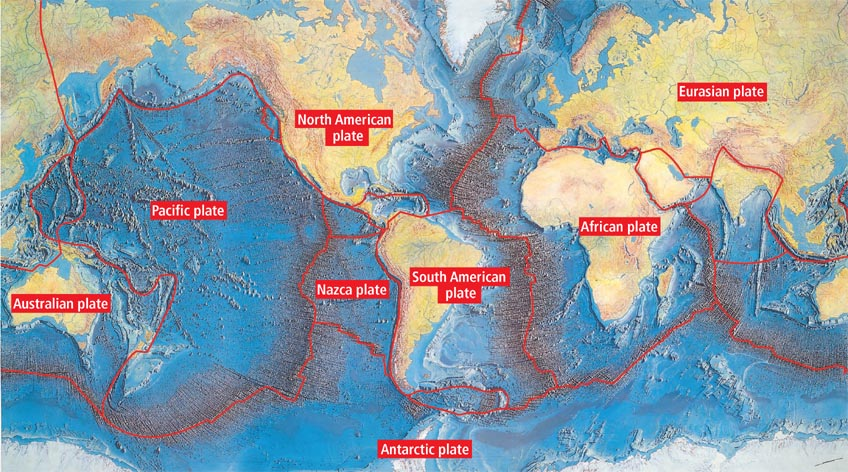 Eurasian plate
North American
plate
Pacific plate
African plate
South American
plate
Nazca plate
Australian plate
Antarctic plate